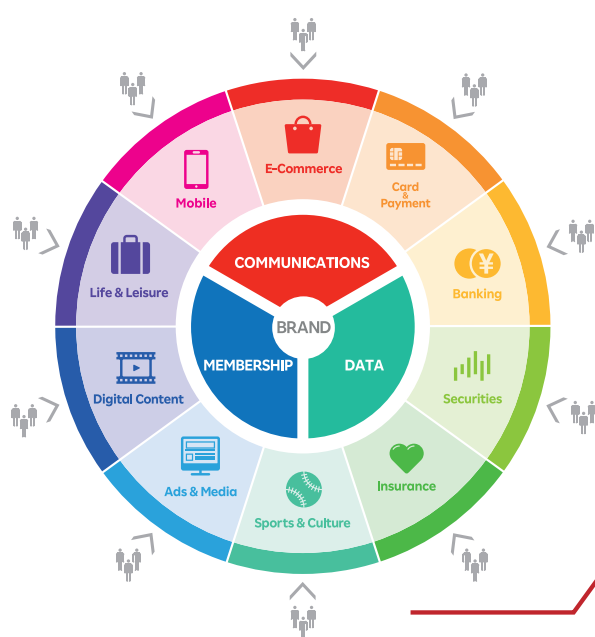 E-Commerce
Card
&
Payment
Banking
Securities
Insurance
Sports & Culture
Ads & Media
Digital Content
Life & Leisure
Mobile
COMMUNICATIONS
BRAND
MEMBERSHIP
DATA
¥